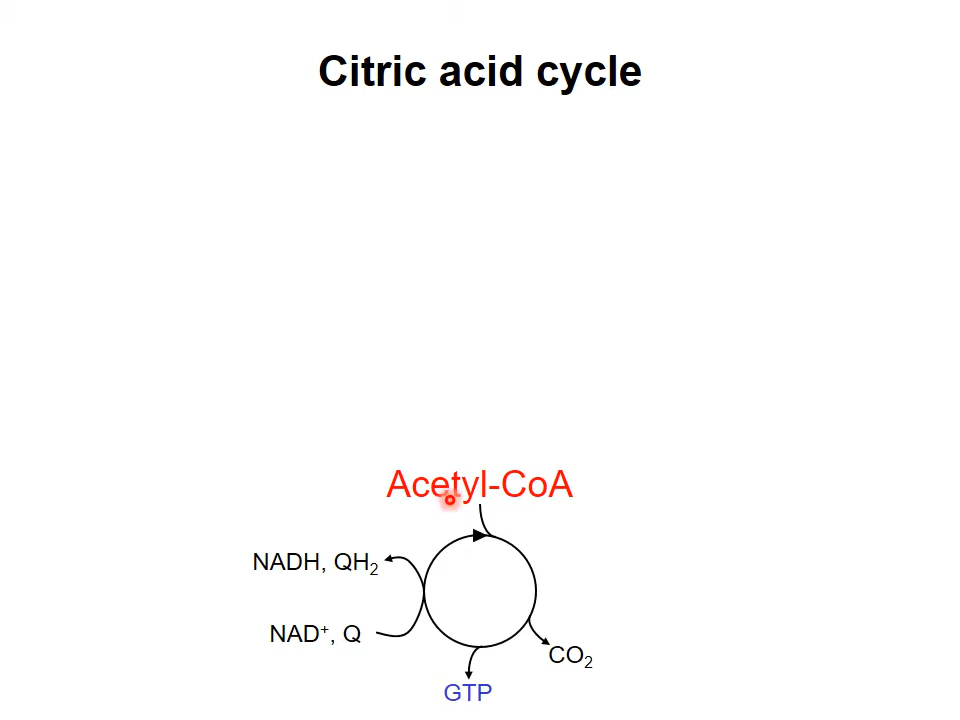 Citric acid cycle
Acetyl-CoA
NADH, QH₂
NAD⁺, Q
CO₂
GTP